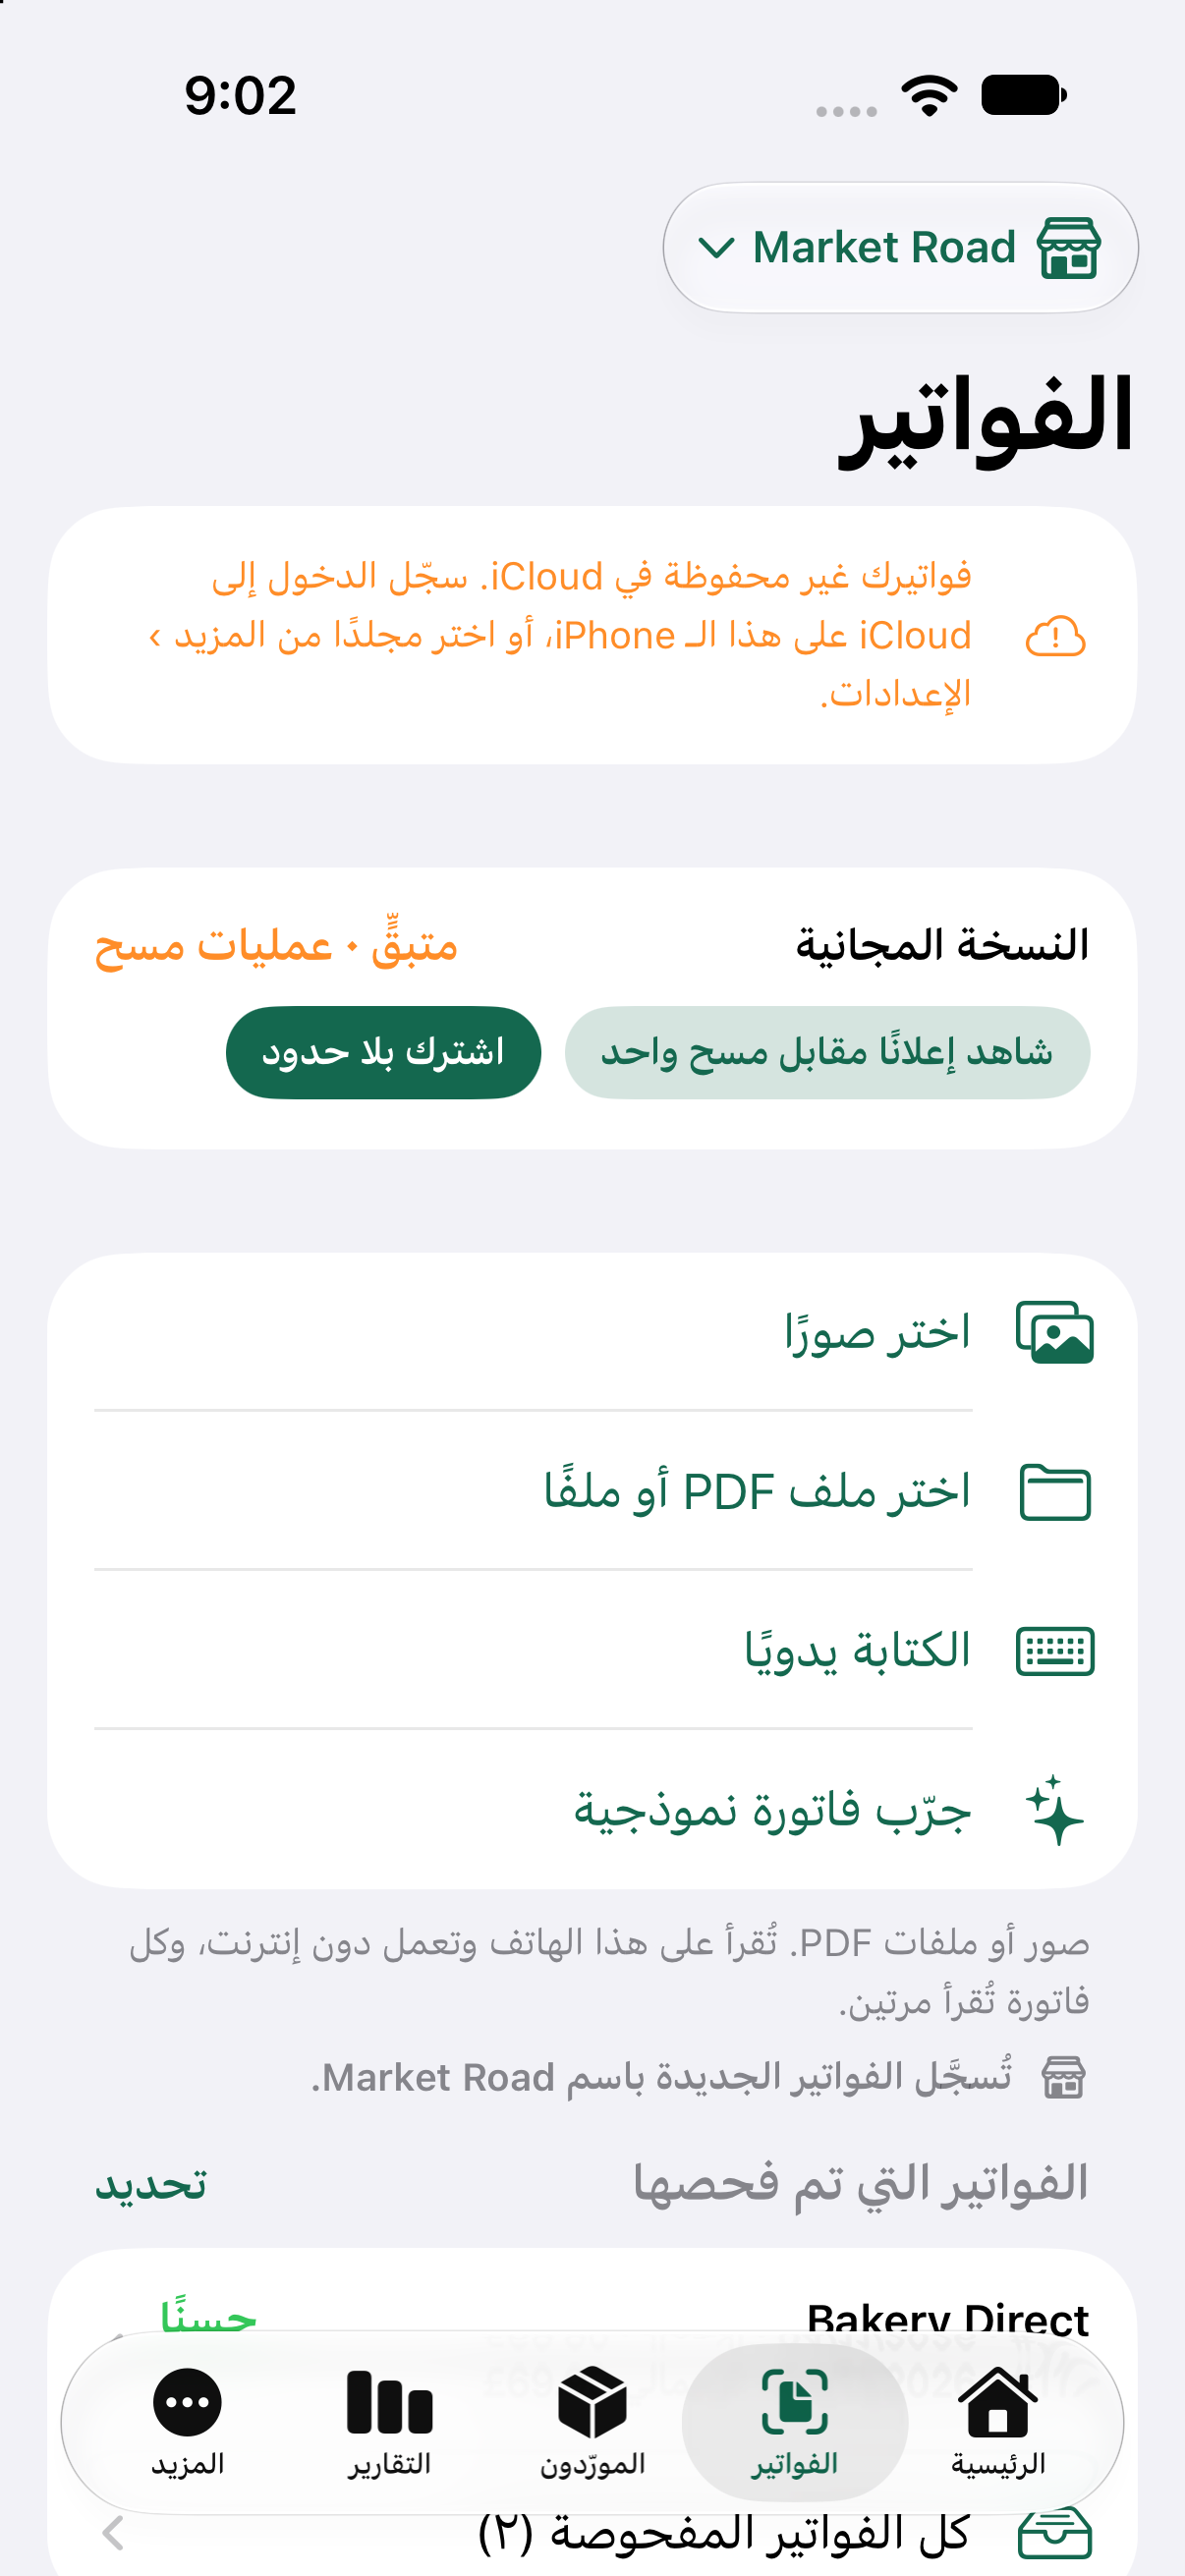 9:02
Market Road
الفواتير
فواتيرك غير محفوظة في iCloud. سجّل الدخول إلى
iCloud على هذا الـ iPhone، أو اختر مجلدًا من المزيد ›
الإعدادات.
النسخة المجانية
متبقٍّ ٠ عمليات مسح
شاهد إعلانًا مقابل مسح واحد
اشترك بلا حدود
اختر صورًا
اختر ملف PDF أو ملفًا
الكتابة يدويًا
جرّب فاتورة نموذجية
صور أو ملفات PDF. تُقرأ على هذا الهاتف وتعمل دون إنترنت، وكل
فاتورة تُقرأ مرتين.
تُسجَّل الفواتير الجديدة باسم Market Road.
الفواتير التي تم فحصها
تحديد
Bakery Direct
حسنًا
الرئيسية
الفواتير
المورّدون
التقارير
المزيد
كل الفواتير المفحوصة (٢)